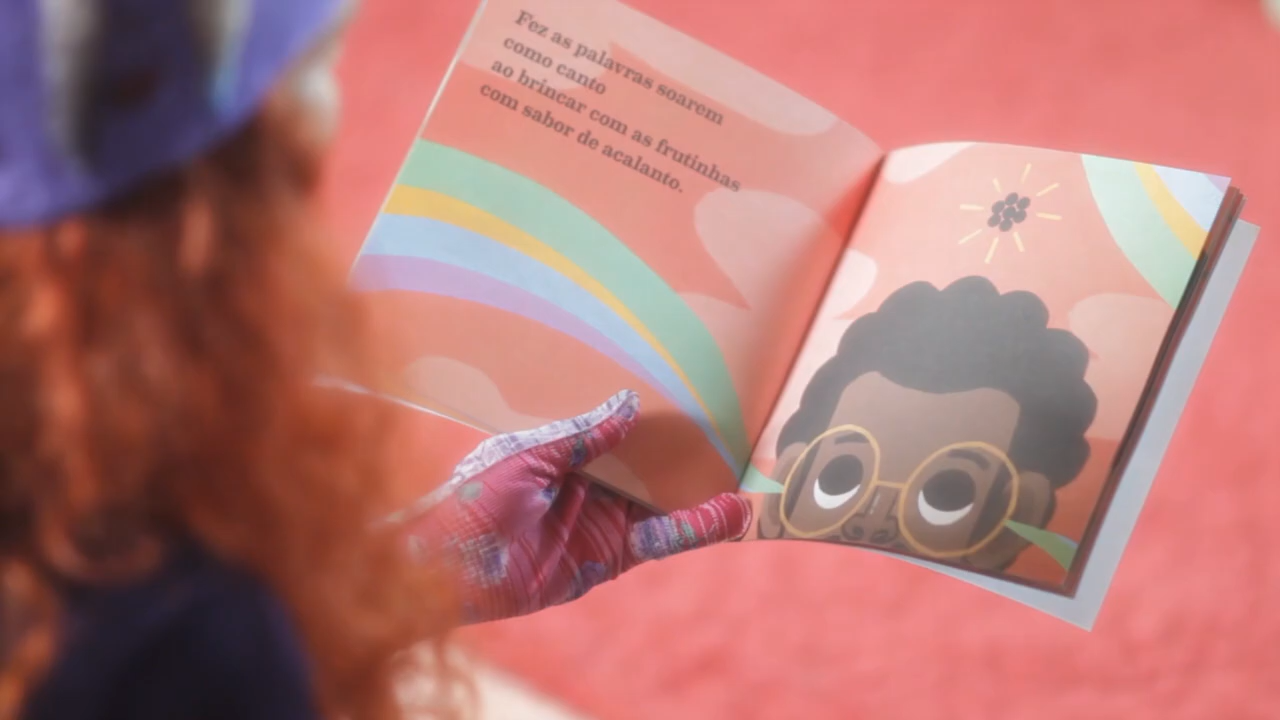 Fez as palavras soarem
como canto
ao brincar com as frutinhas
com sabor de acalanto.